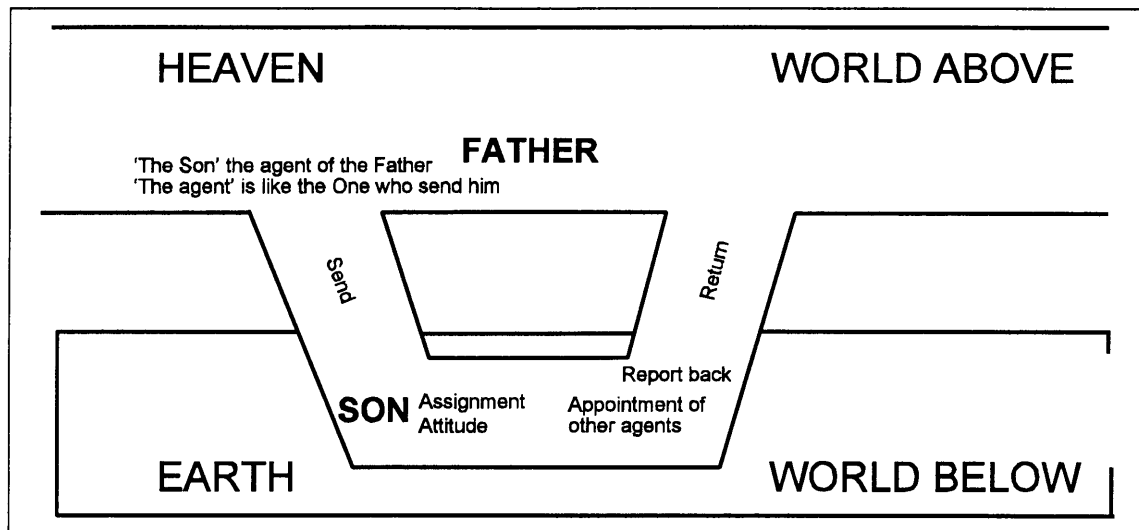 HEAVEN
WORLD ABOVE
FATHER
'The Son' the agent of the Father
'The agent' is like the One who send him
Send
Return
Report back
SON
Assignment
Attitude
Appointment of
other agents
EARTH
WORLD BELOW